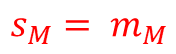 s_M = m_M